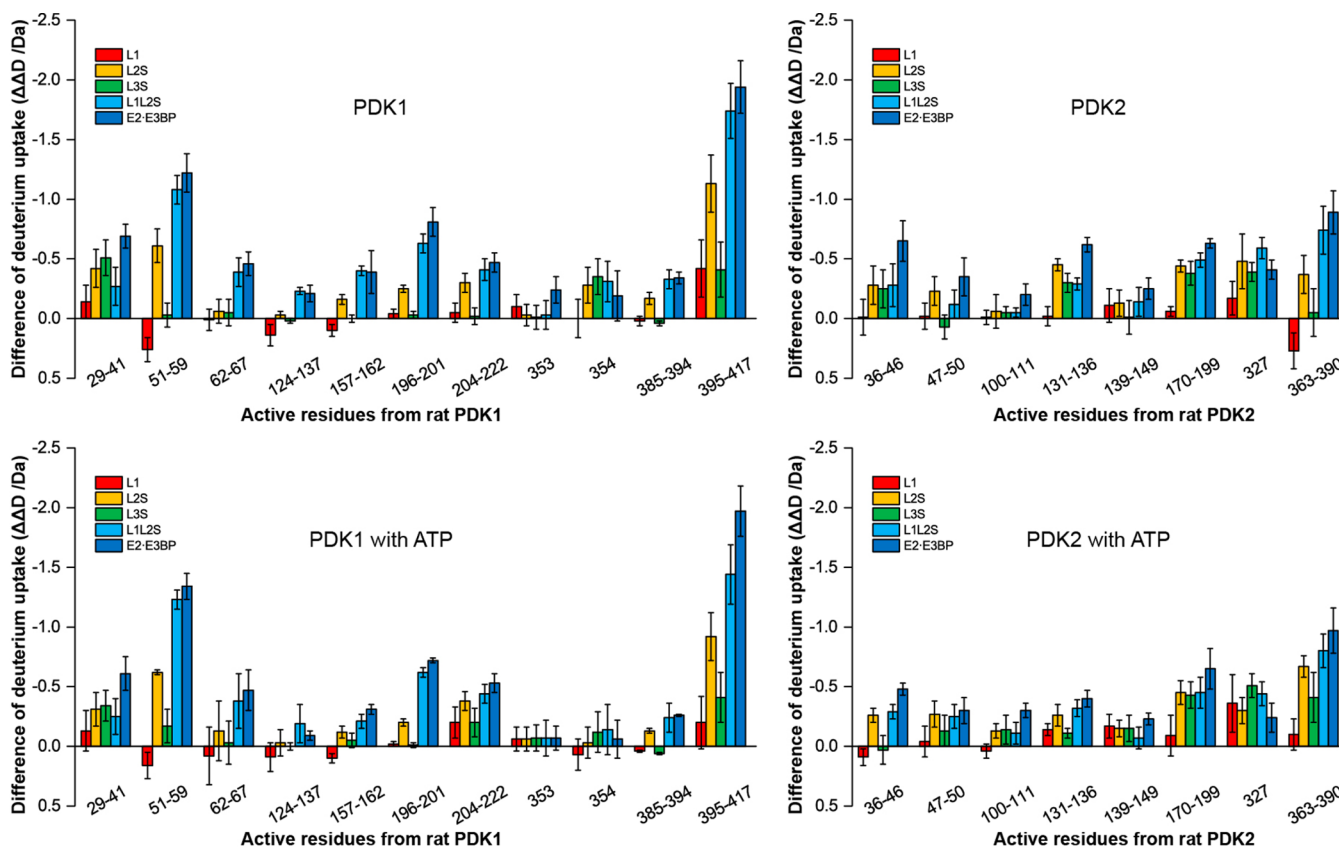 Difference of deuterium uptake (ΔΔD /Da)
-2.5
-2.0
-1.5
-1.0
-0.5
0.0
0.5
L1
L2S
L3S
L1L2S
E2·E3BP
PDK1
29-41
51-59
62-67
124-137
157-162
196-201
204-222
353
354
385-394
395-417
Active residues from rat PDK1
Difference of deuterium uptake (ΔΔD /Da)
-2.5
-2.0
-1.5
-1.0
-0.5
0.0
0.5
L1
L2S
L3S
L1L2S
E2·E3BP
PDK2
36-46
47-50
100-111
131-136
139-149
170-199
327
363-390
Active residues from rat PDK2
Difference of deuterium uptake (ΔΔD /Da)
-2.5
-2.0
-1.5
-1.0
-0.5
0.0
0.5
L1
L2S
L3S
L1L2S
E2·E3BP
PDK1 with ATP
29-41
51-59
62-67
124-137
157-162
196-201
204-222
353
354
385-394
395-417
Active residues from rat PDK1
Difference of deuterium uptake (ΔΔD /Da)
-2.5
-2.0
-1.5
-1.0
-0.5
0.0
0.5
L1
L2S
L3S
L1L2S
E2·E3BP
PDK2 with ATP
36-46
47-50
100-111
131-136
139-149
170-199
327
363-390
Active residues from rat PDK2